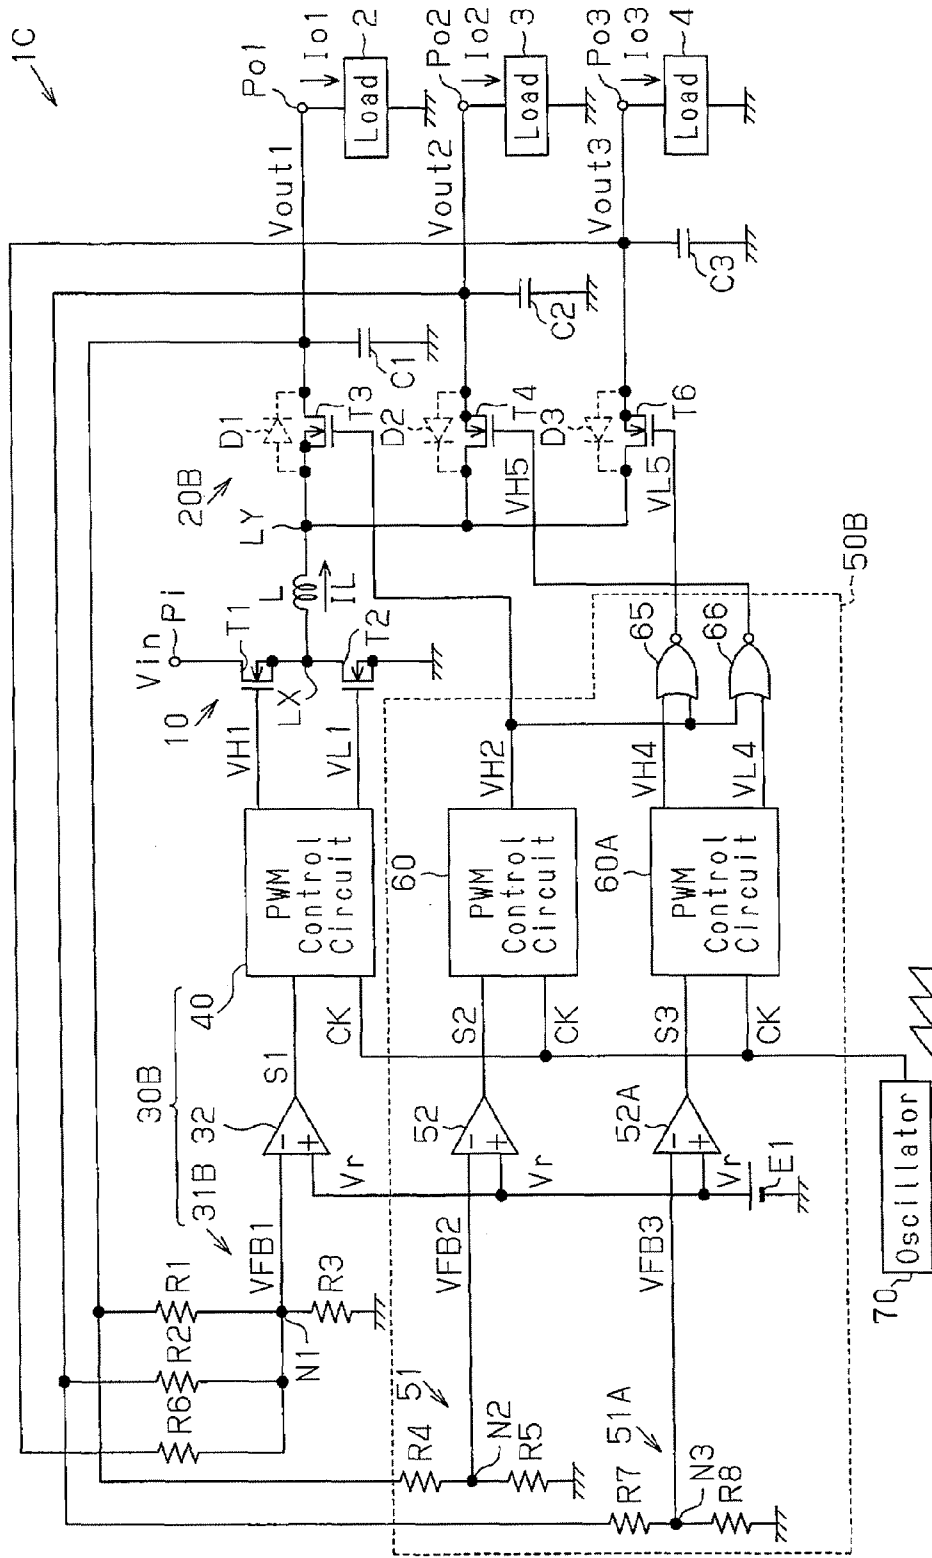 1C
Po1
Io1
2
Load
Vout1
Po2
Io2
3
Load
Vout2
Po3
Io3
4
Load
Vout3
C1
C2
C3
D1
T3
D2
T4
D3
T6
20B
LY
VH5
VL5
L
IL
Vin
Pi
T1
T2
LX
10
VH1
VL1
VH2
VH4
VL4
65
66
50B
PWM
Control
Circuit
40
PWM
Control
Circuit
60
PWM
Control
Circuit
60A
30B
S1
CK
S2
CK
S3
CK
31B
32
-
+
Vr
52
-
+
Vr
52A
-
+
Vr
E1
VFB1
VFB2
VFB3
R1
R2
R6
R3
N1
51
R4
N2
R5
51A
R7
N3
R8
70
Oscillator